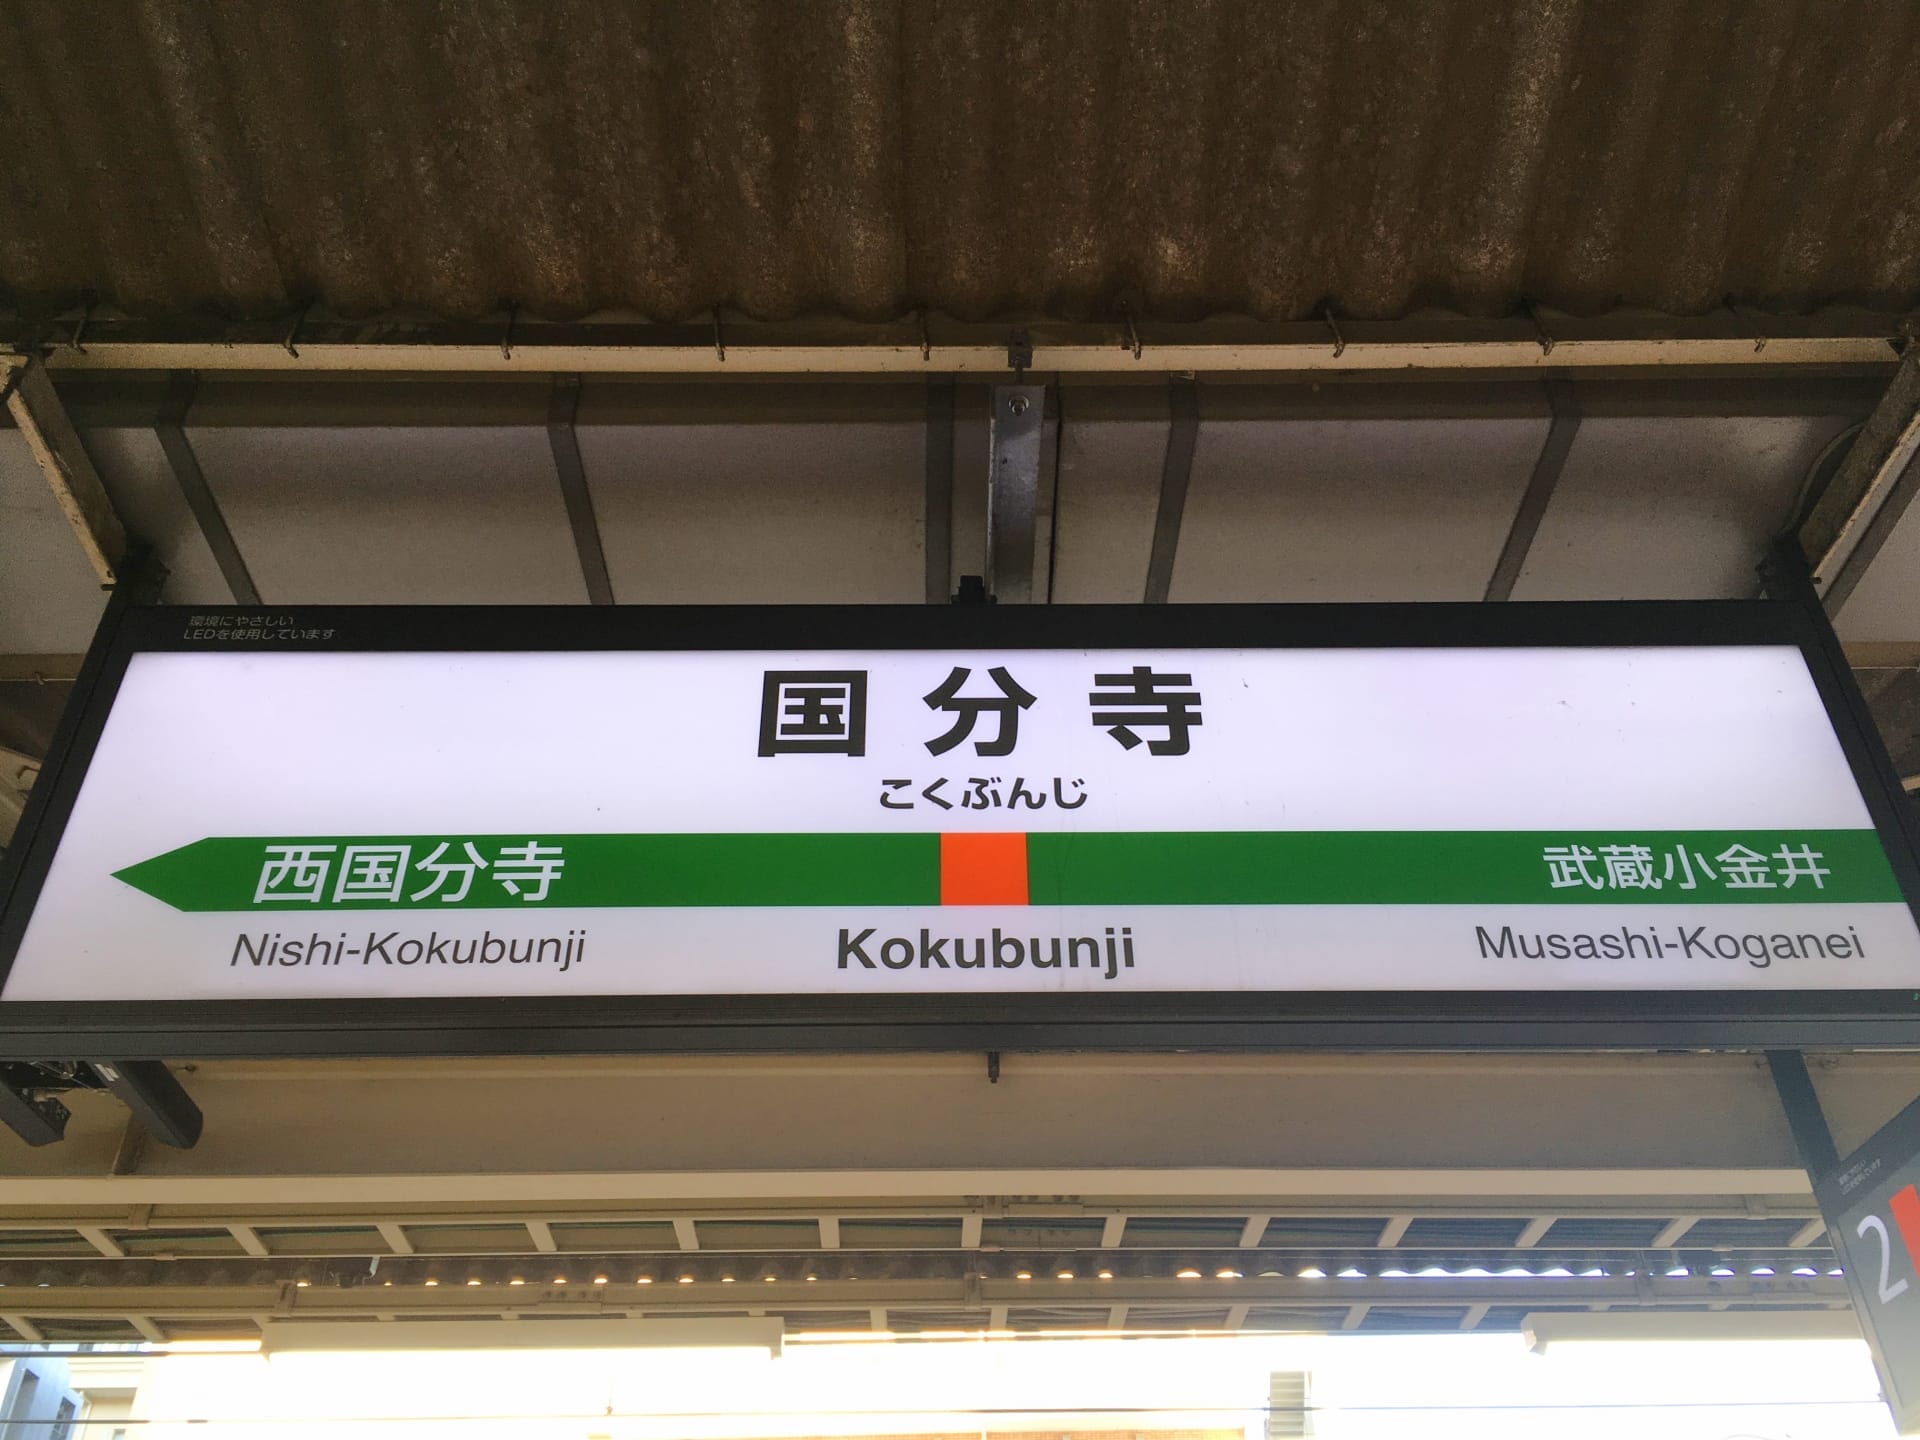 環境にやさしい
LEDを使用しています
国分寺
こくぶんじ
西国分寺
武蔵小金井
Nishi-Kokubunji
Kokubunji
Musashi-Koganei
2